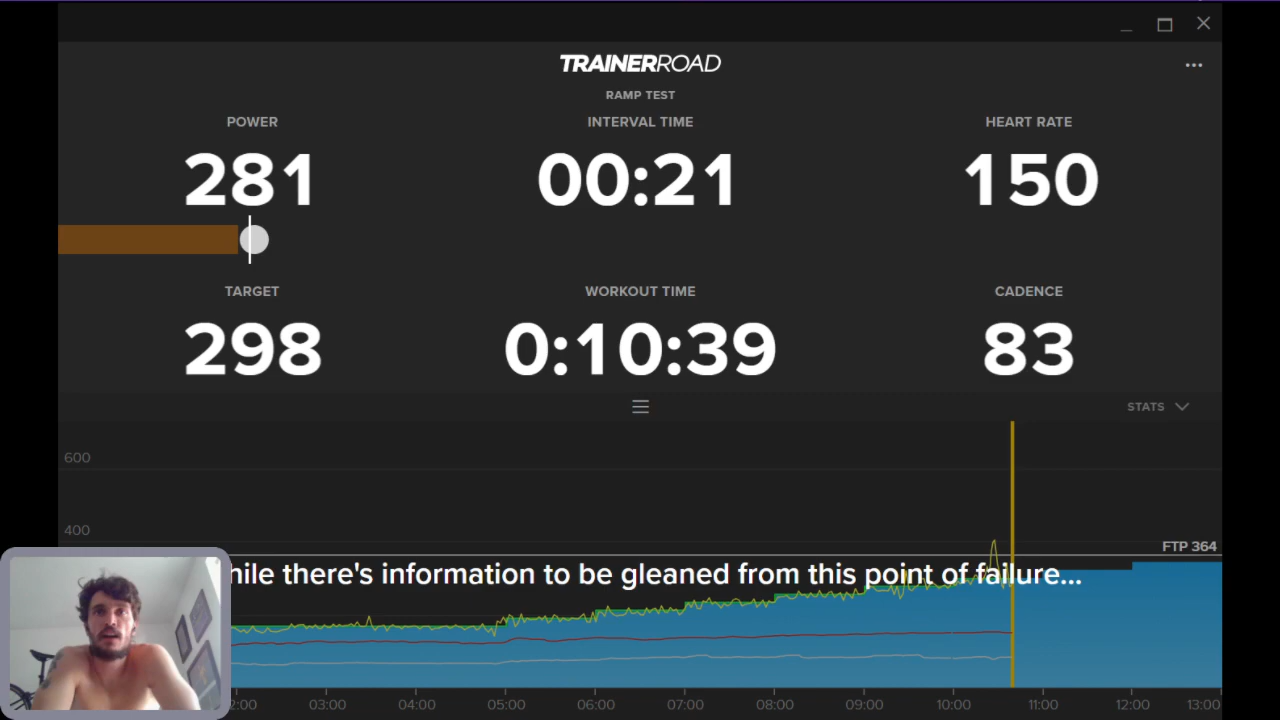 TRAINERROAD
RAMP TEST
POWER INTERVAL TIME HEART RATE
281 00:21 150
TARGET WORKOUT TIME CADENCE
298 0:10:39 83
STATS
600
400
FTP 364
hile there's information to be gleaned from this point of failure...
2:00 03:00 04:00 05:00 06:00 07:00 08:00 09:00 10:00 11:00 12:00 13:00